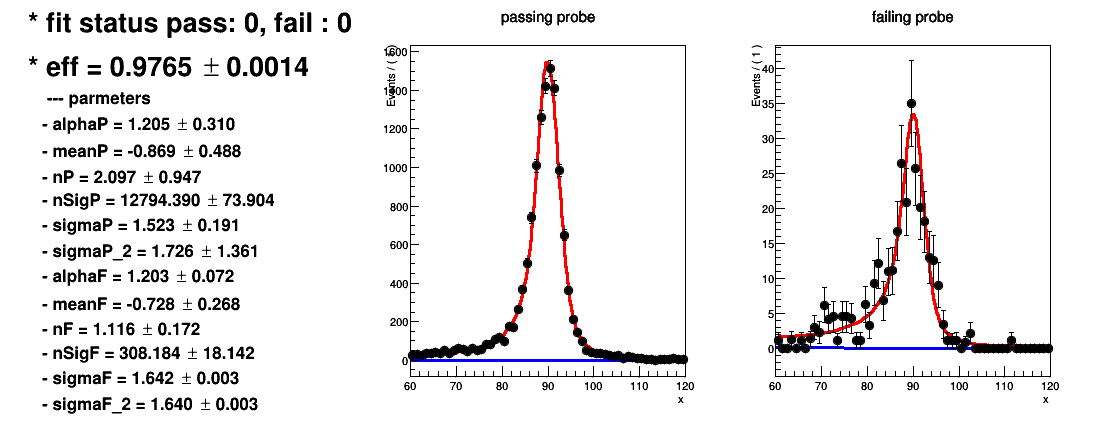 * fit status pass: 0, fail : 0
* eff = 0.9765 ± 0.0014
--- parmeters
- alphaP = 1.205 ± 0.310
- meanP = -0.869 ± 0.488
- nP = 2.097 ± 0.947
- nSigP = 12794.390 ± 73.904
- sigmaP = 1.523 ± 0.191
- sigmaP_2 = 1.726 ± 1.361
- alphaF = 1.203 ± 0.072
- meanF = -0.728 ± 0.268
- nF = 1.116 ± 0.172
- nSigF = 308.184 ± 18.142
- sigmaF = 1.642 ± 0.003
- sigmaF_2 = 1.640 ± 0.003
passing probe
Events / (
1600
1400
1200
1000
800
600
400
200
0
60 70 80 90 100 110 120
x
failing probe
Events / ( 1 )
40
35
30
25
20
15
10
5
0
60 70 80 90 100 110 120
x